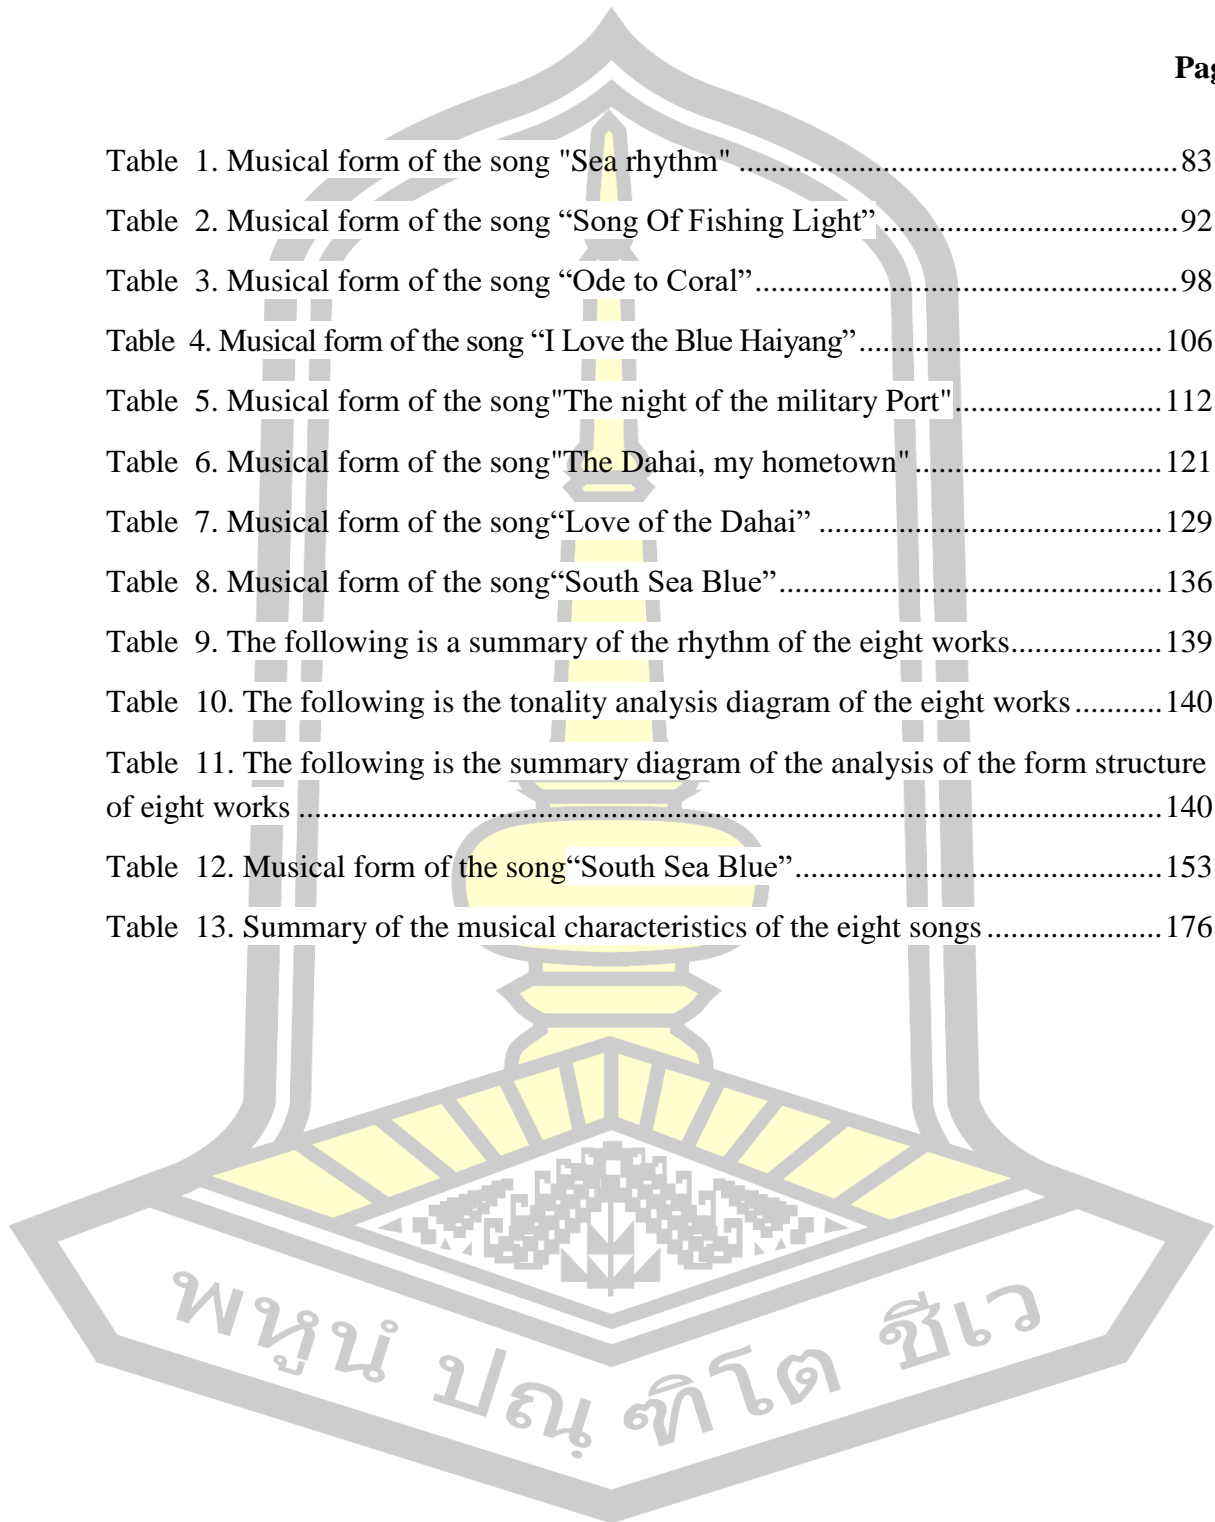 Pag
Table 1. Musical form of the song "Sea rhythm" ........................................................ 83
Table 2. Musical form of the song “Song Of Fishing Light” ...................................... 92
Table 3. Musical form of the song “Ode to Coral” ...................................................... 98
Table 4. Musical form of the song “I Love the Blue Haiyang” ....................................... 106
Table 5. Musical form of the song"The night of the military Port" ........................... 112
Table 6. Musical form of the song"The Dahai, my hometown" ................................ 121
Table 7. Musical form of the song“Love of the Dahai” ............................................ 129
Table 8. Musical form of the song“South Sea Blue” ................................................. 136
Table 9. The following is a summary of the rhythm of the eight works ................... 139
Table 10. The following is the tonality analysis diagram of the eight works ........... 140
Table 11. The following is the summary diagram of the analysis of the form structure
of eight works .............................................................................................................. 140
Table 12. Musical form of the song“South Sea Blue” ............................................... 153
Table 13. Summary of the musical characteristics of the eight songs ...................... 176
พหูนํ ปณฺฑิโต ชีเว